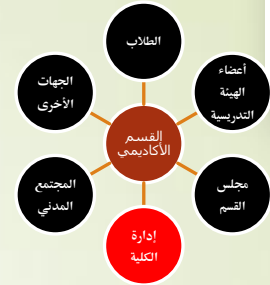 الطلاب
أعضاء
الهيئة
التدريسية
الجهات
الأخرى
القسم
الأكاديمي
مجلس
القسم
المجتمع
المدني
إدارة
الكلية